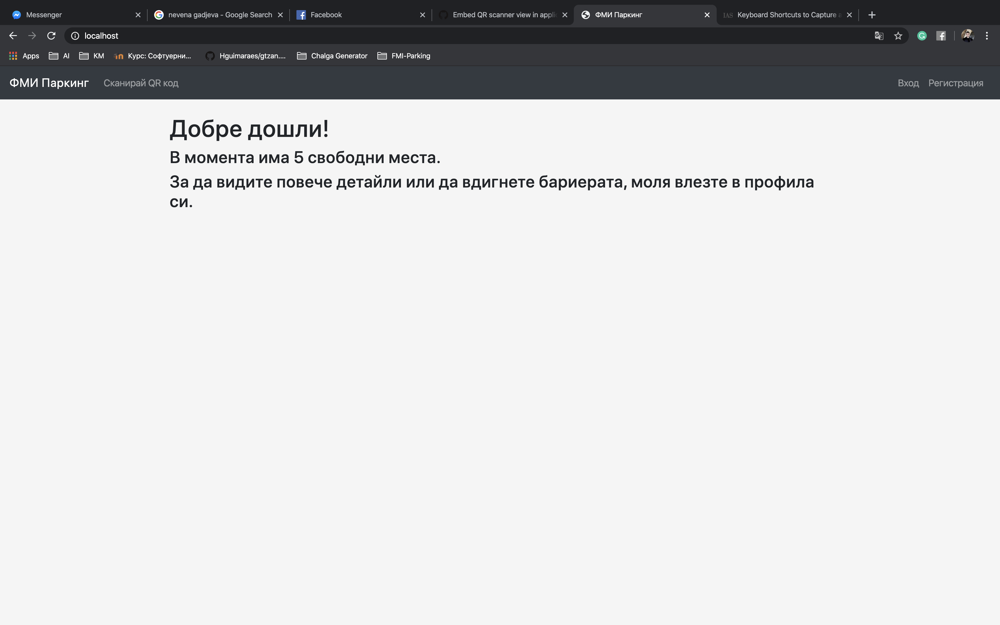 Messenger
nevena gadjeva - Google Search
Facebook
Embed QR scanner view in applic
ФМИ Паркинг
IAS
Keyboard Shortcuts to Capture a
localhost
Apps
AI
KM
Курс: Софтуерни...
Hguimaraes/gtzan....
Chalga Generator
FMI-Parking
ФМИ Паркинг
Сканирай QR код
Вход
Регистрация
Добре дошли!
В момента има 5 свободни места.
За да видите повече детайли или да вдигнете бариерата, моля влезте в профила
си.